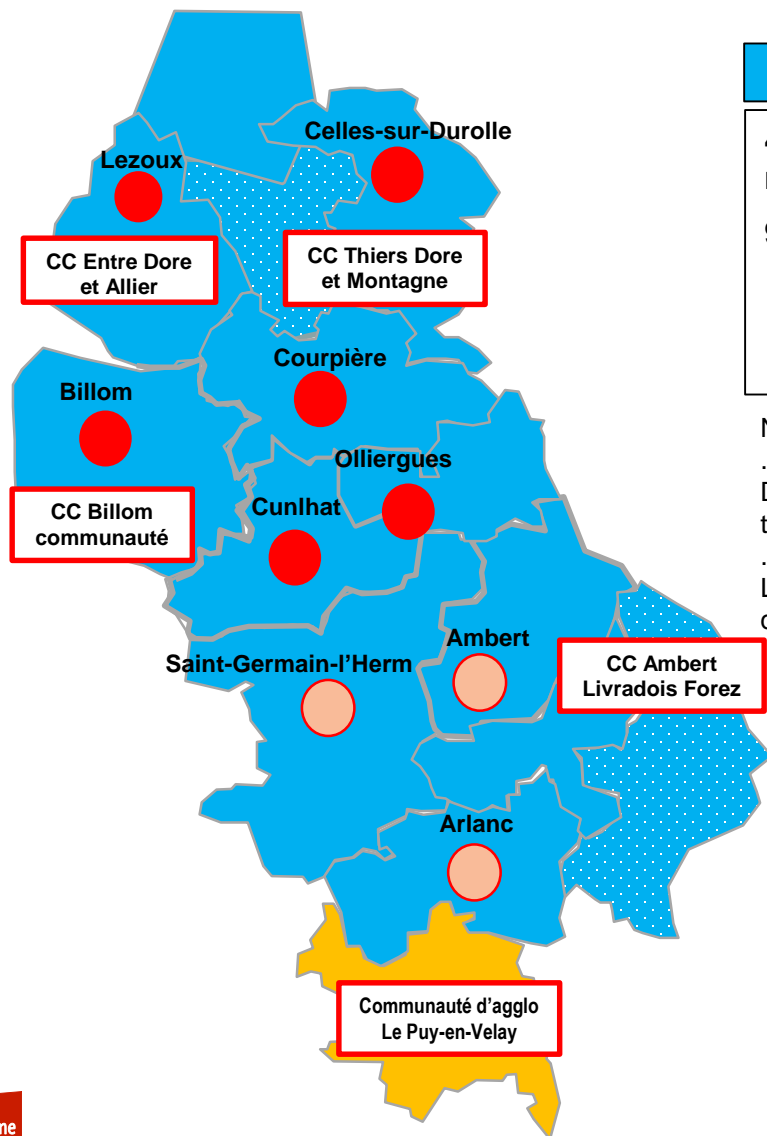 Celles-sur-Durolle
Lezoux
CC Entre Dore
et Allier
CC Thiers Dore
et Montagne
Courpière
Billom
Olliergues
Cunlhat
CC Billom
communauté
Ambert
Saint-Germain-l’Herm
CC Ambert
Livradois Forez
Arlanc
Communauté d’agglo
Le Puy-en-Velay
me